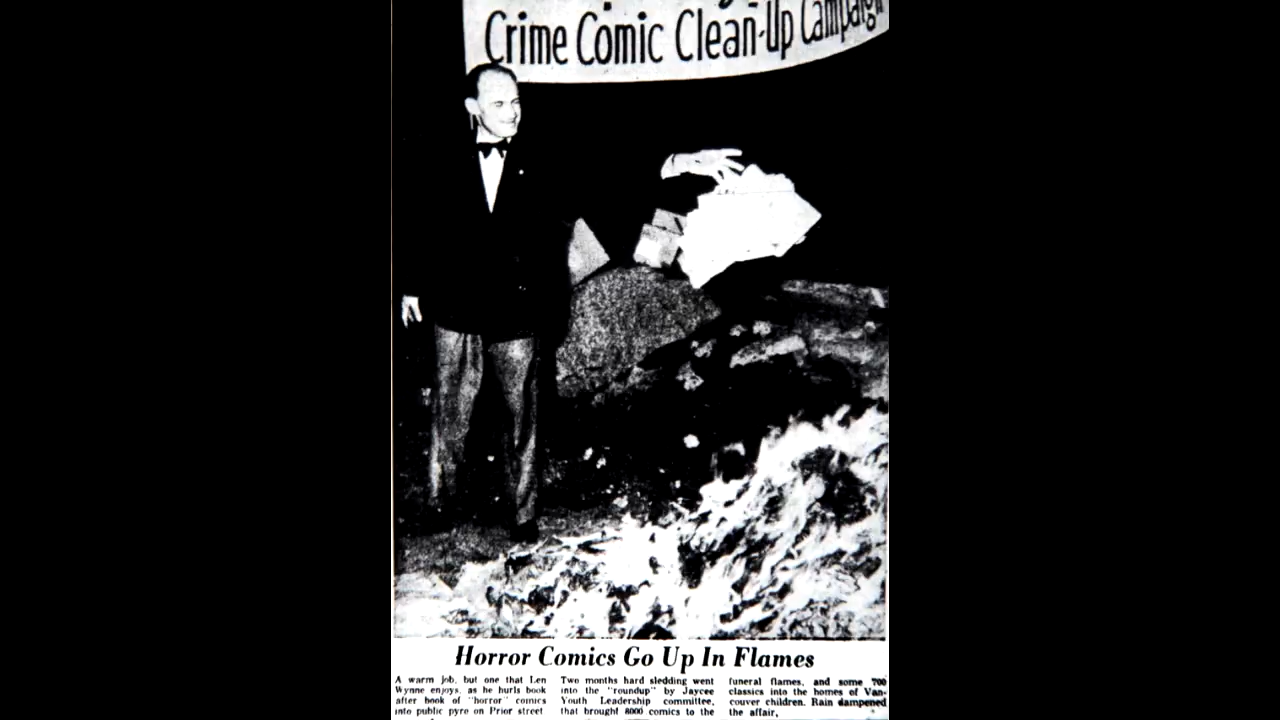 Crime Comic Clean-Up Campaign
Horror Comics Go Up In Flames
A warm job, but one that Len
Wynne enjoys, as he hurls book
after book of "horror" comics
into public pyre on Prior street
Two months hard sledding went
into the "roundup" by Jaycee
Youth Leadership committee,
that brought 8000 comics to the
funeral flames, and some 700
classics into the homes of Van-
couver children. Rain dampened
the affair.